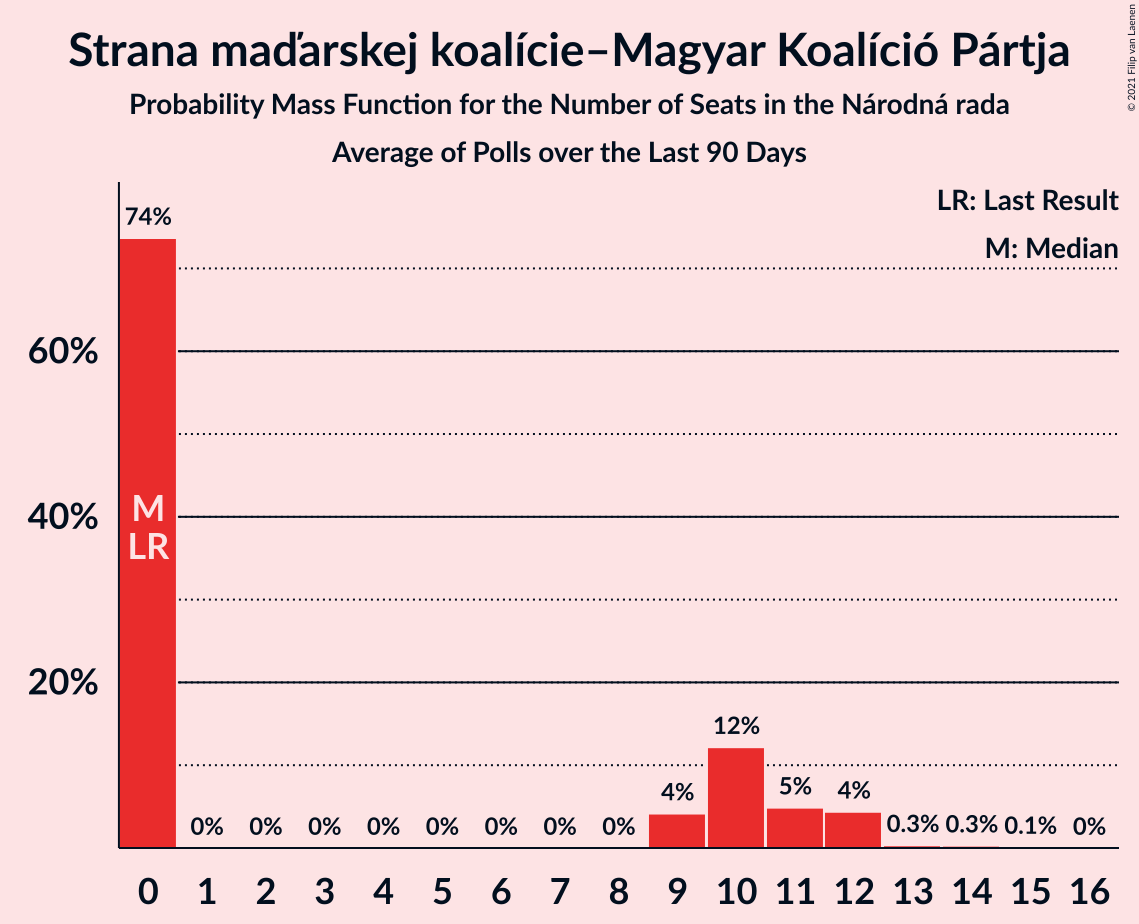 Strana maďarskej koalície–Magyar Koalíció Pártja
Probability Mass Function for the Number of Seats in the Národná rada
Average of Polls over the Last 90 Days
© 2021 Filip van Laenen
LR: Last Result
M: Median
74%
60%
40%
20%
M
LR
0% 0% 0% 0% 0% 0% 0% 0% 4% 12% 5% 4% 0.3% 0.3% 0.1% 0%
0 1 2 3 4 5 6 7 8 9 10 11 12 13 14 15 16